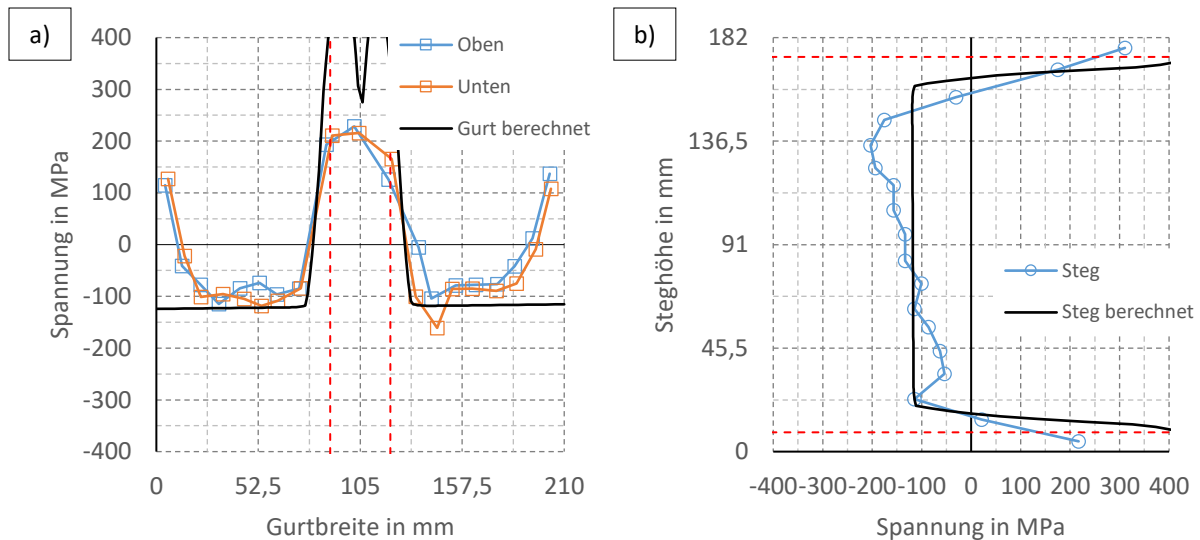 a)
400
300
200
100
0
-100
-200
-300
-400
Spannung in MPa
0 52,5 105 157,5 210
Gurtbreite in mm
Oben
Unten
Gurt berechnet
b)
182
136,5
91
45,5
0
Steghöhe in mm
-400 -300 -200 -100 0 100 200 300 400
Spannung in MPa
Steg
Steg berechnet